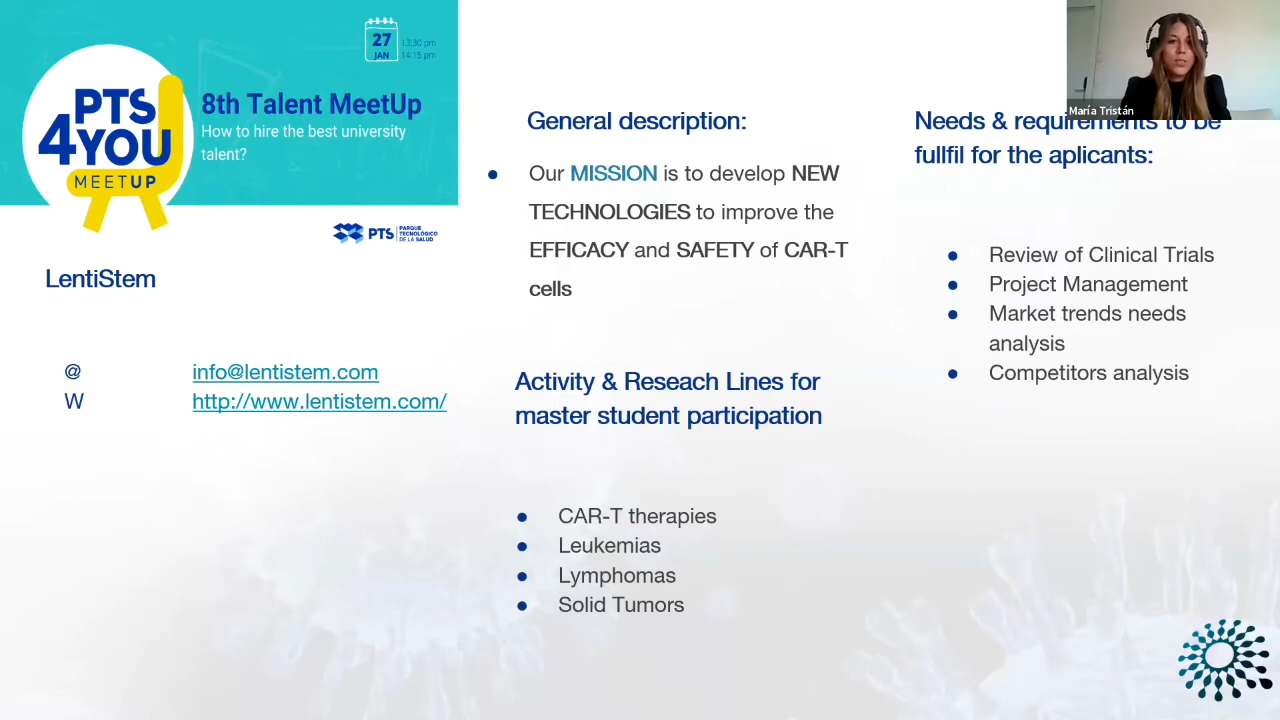 27
JAN
13:30 pm
14:15 pm
PTS
4YOU
MEETUP
8th Talent MeetUp
How to hire the best university
talent?
PTS
PARQUE
TECNOLÓGICO
DE LA SALUD
LentiStem
@ info@lentistem.com
W http://www.lentistem.com/
General description:
● Our MISSION is to develop NEW
TECHNOLOGIES to improve the
EFFICACY and SAFETY of CAR-T
cells
Activity & Reseach Lines for
master student participation
● CAR-T therapies
● Leukemias
● Lymphomas
● Solid Tumors
María Tristán
Needs & requirements to be
fullfil for the aplicants:
● Review of Clinical Trials
● Project Management
● Market trends needs
analysis
● Competitors analysis